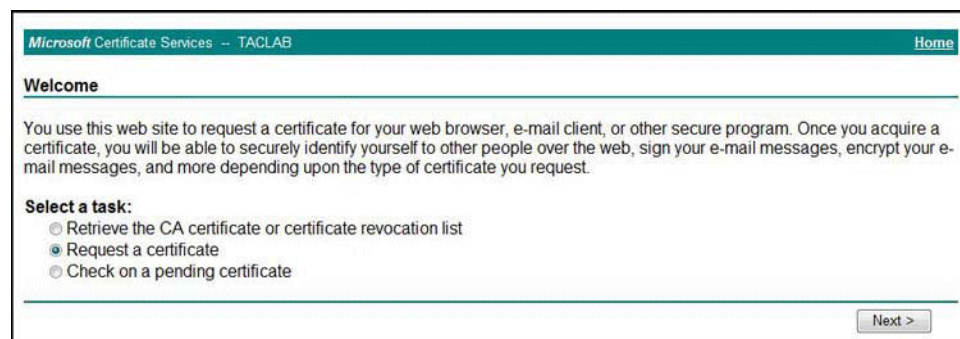 Microsoft Certificate Services -- TACLAB
Home
Welcome
You use this web site to request a certificate for your web browser, e-mail client, or other secure program. Once you acquire a
certificate, you will be able to securely identify yourself to other people over the web, sign your e-mail messages, encrypt your e-
mail messages, and more depending upon the type of certificate you request.
Select a task:
Retrieve the CA certificate or certificate revocation list
Request a certificate
Check on a pending certificate
Next >